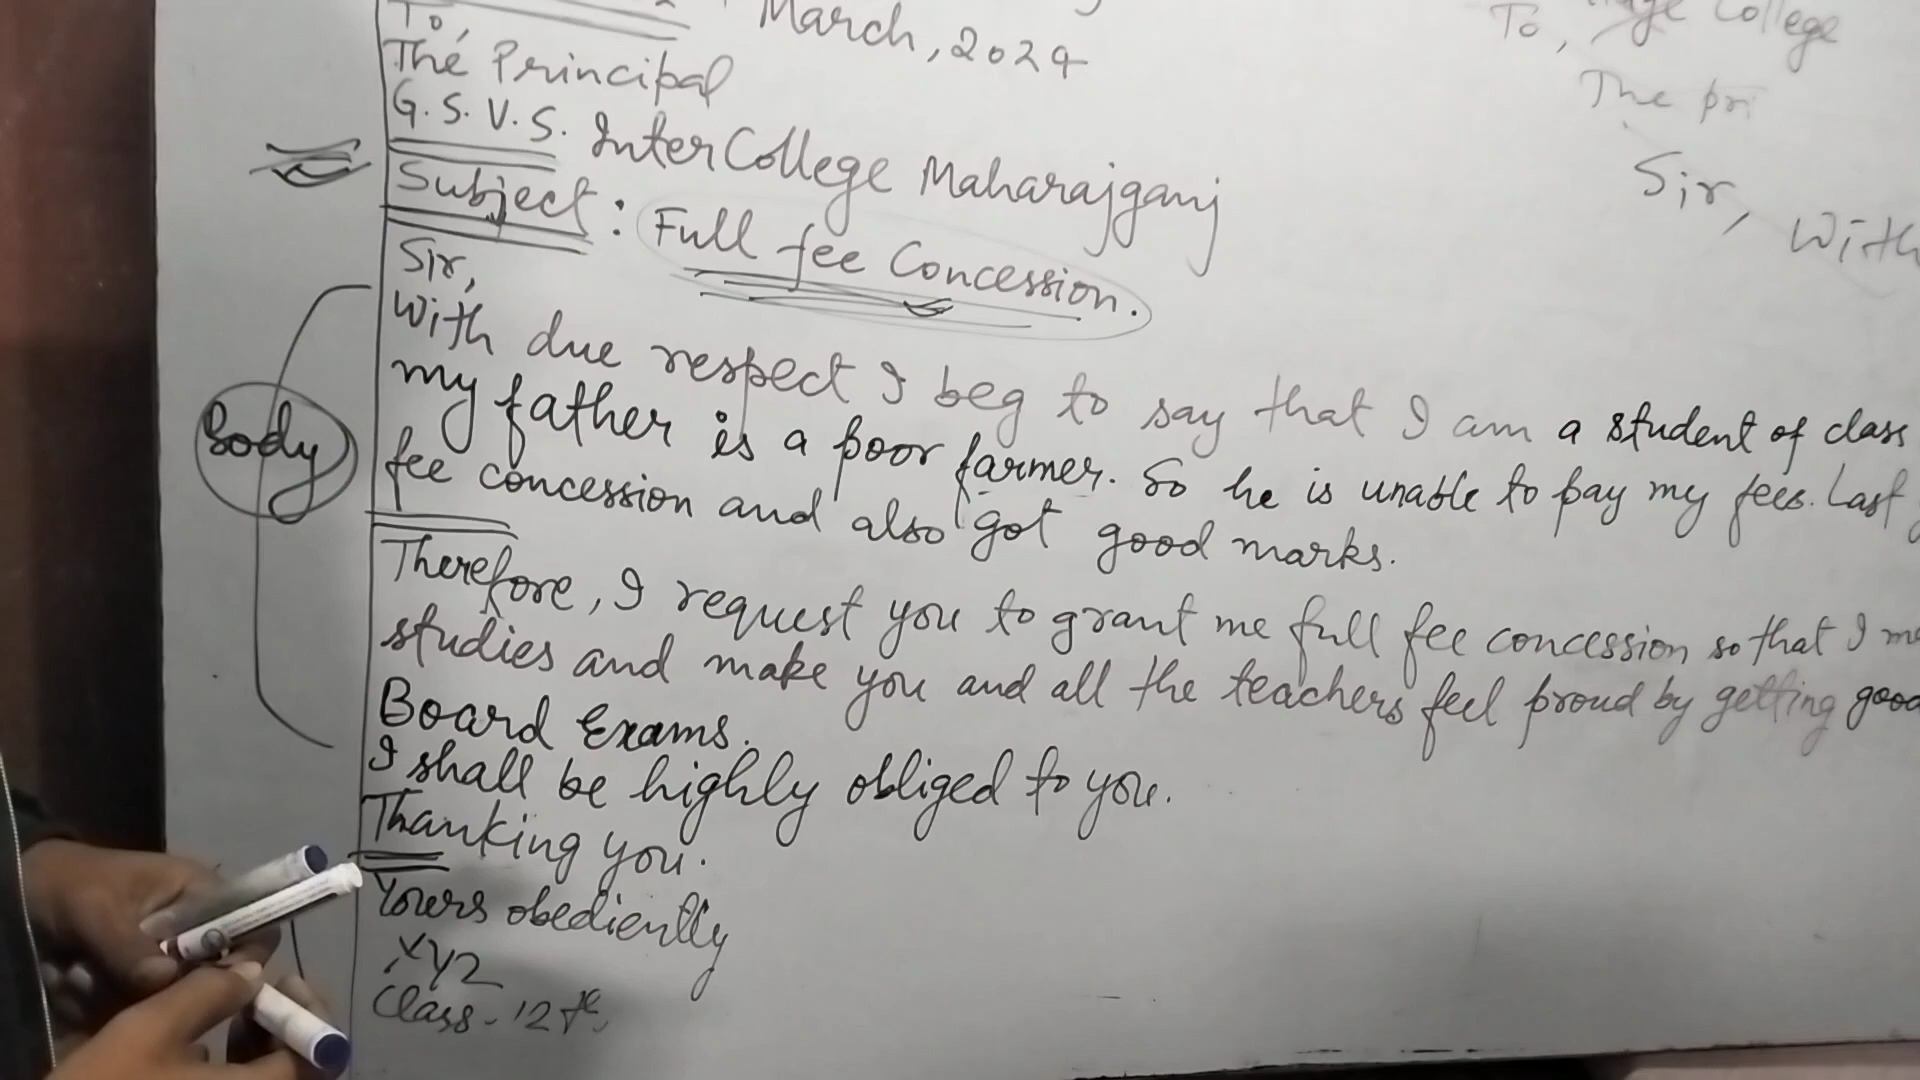 March, 2024
To,
The Principal
G. S. V. S. Inter College Maharajganj
Subject : Full fee Concession.
Sir,
With due respect I beg to say that I am a student of class
my father is a poor farmer. So he is unable to pay my fees. Last
fee concession and also got good marks.
Therefore, I request you to grant me full fee concession so that I
studies and make you and all the teachers feel proud by getting good
Board Exams.
I shall be highly obliged to you.
Thanking you.
Yours obediently
XYZ
Class - 12th
Body
College
To,
The pri
Sir,
With